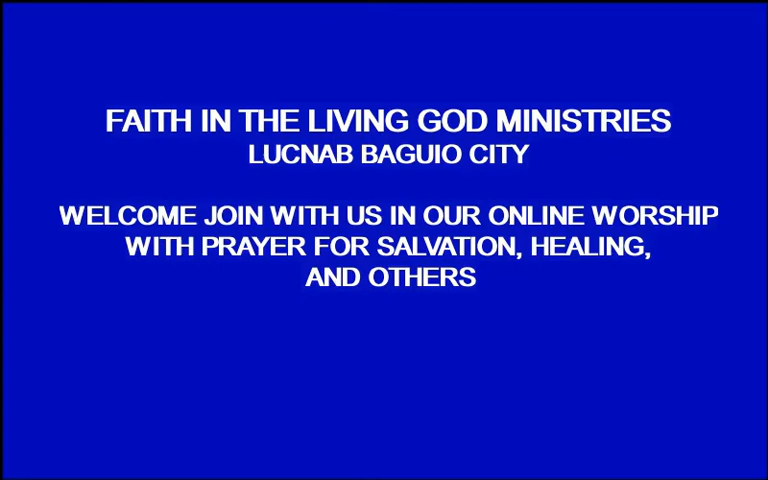 FAITH IN THE LIVING GOD MINISTRIES
LUCNAB BAGUIO CITY
WELCOME JOIN WITH US IN OUR ONLINE WORSHIP
WITH PRAYER FOR SALVATION, HEALING,
AND OTHERS